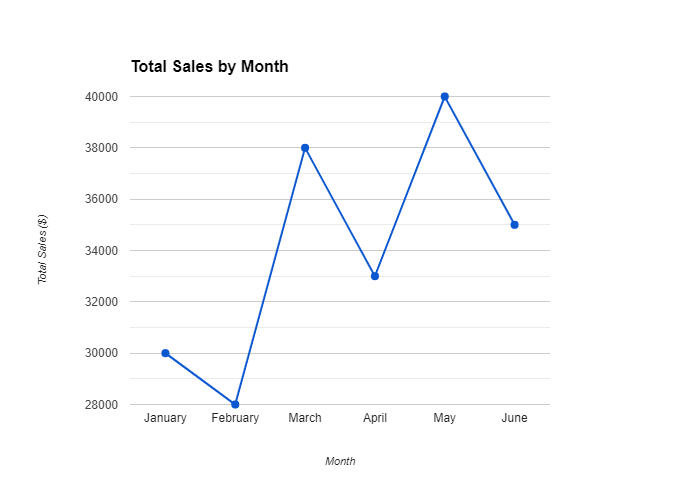 Total Sales by Month
40000
38000
36000
34000
32000
30000
28000
Total Sales ($)
January February March April May June
Month